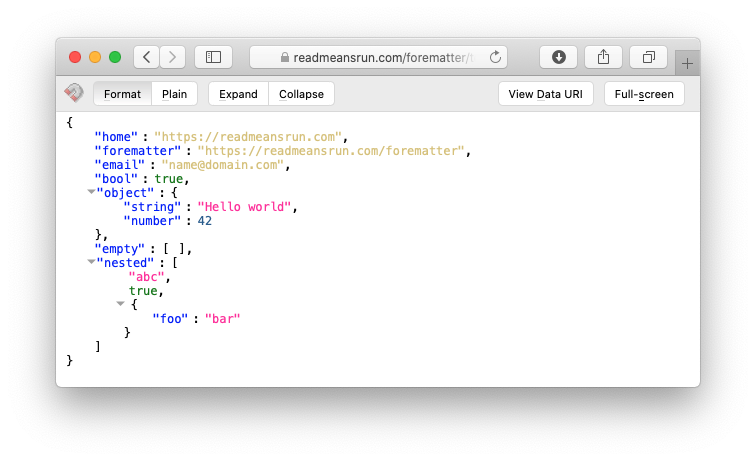 readmeansrun.com/forematter/t
Format Plain Expand Collapse View Data URI Full-screen
{
"home" : "https://readmeansrun.com",
"forematter" : "https://readmeansrun.com/forematter",
"email" : "name@domain.com",
"bool" : true,
"object" : {
"string" : "Hello world",
"number" : 42
},
"empty" : [ ],
"nested" : [
"abc",
true,
{
"foo" : "bar"
}
]
}